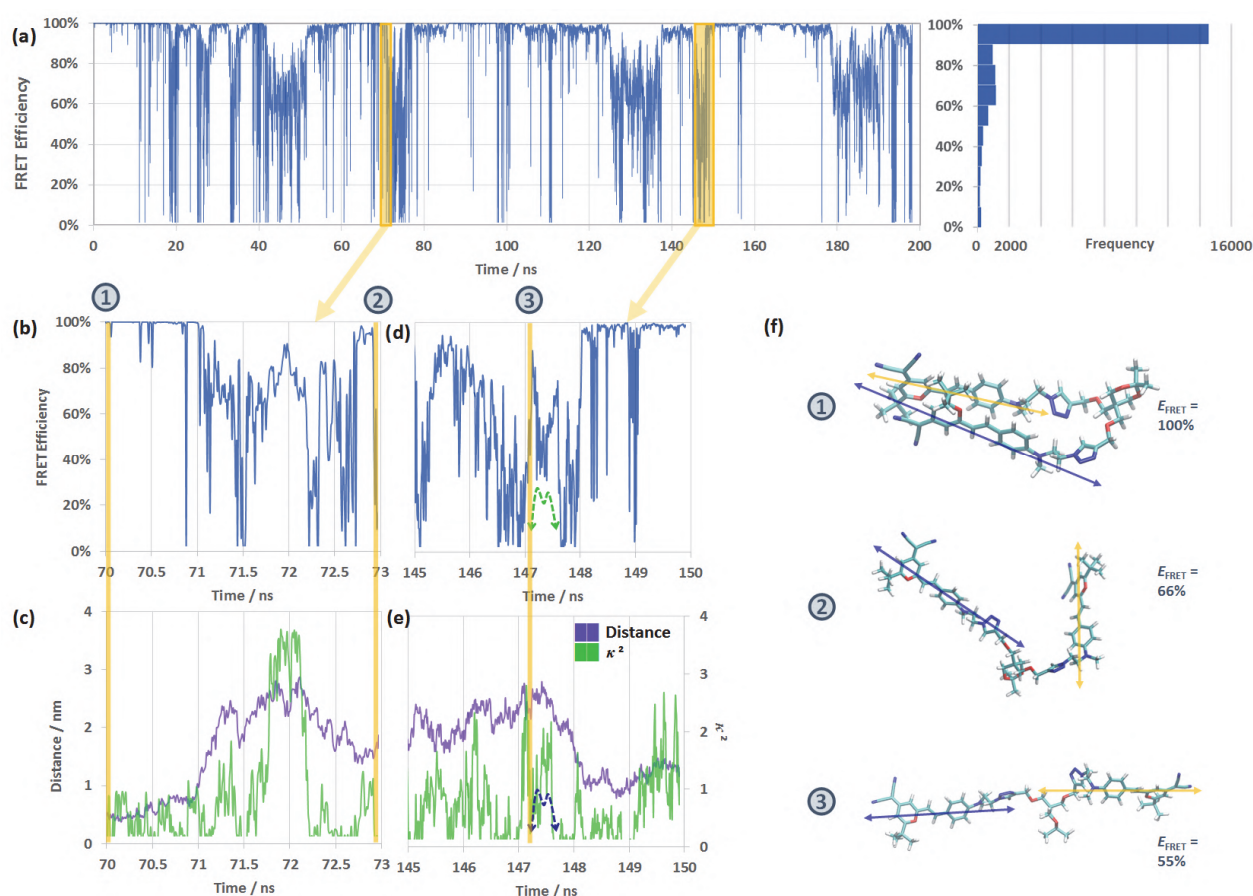 (a)
FRET Efficiency
100%
80%
60%
40%
20%
0%
0 20 40 60 80 100 120 140 160 180 200
Time / ns
100%
80%
60%
40%
20%
0%
0 2000 Frequency 16000
1
2
3
(b)
FRET Efficiency
100%
80%
60%
40%
20%
0%
70 70.5 71 71.5 72 72.5 73
Time / ns
(d)
145 146 147 148 149 150
Time / ns
(c)
Distance / nm
4
3
2
1
0
70 70.5 71 71.5 72 72.5 73
Time / ns
(e)
Distance
κ²
4
3
2
1
0
κ²
145 146 147 148 149 150
Time / ns
(f)
1
EFRET =
100%
2
EFRET =
66%
3
EFRET =
55%